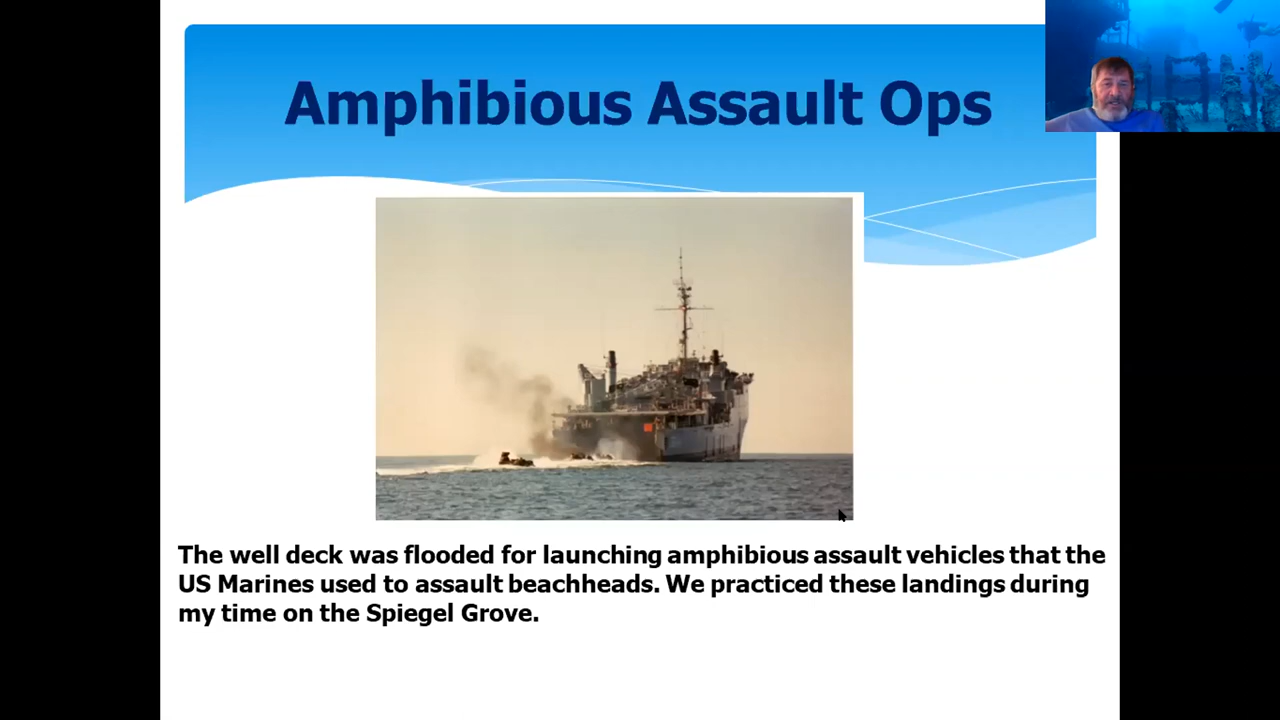 Amphibious Assault Ops
The well deck was flooded for launching amphibious assault vehicles that the
US Marines used to assault beachheads. We practiced these landings during
my time on the Spiegel Grove.